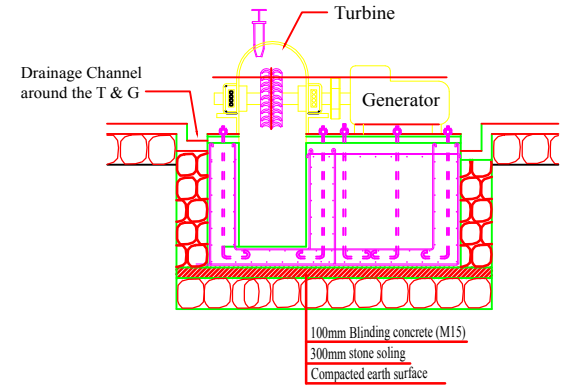 Turbine
Drainage Channel
around the T & G
Generator
100mm Blinding concrete (M15)
300mm stone soling
Compacted earth surface